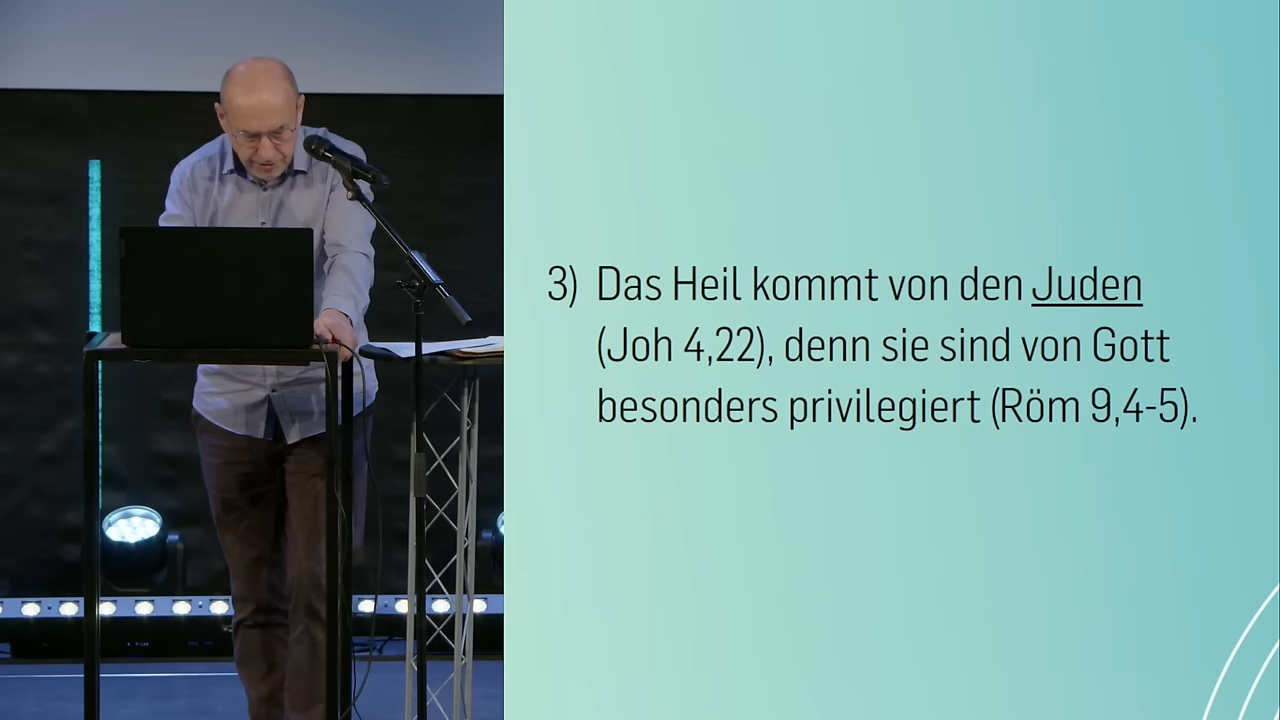 3) Das Heil kommt von den Juden
(Joh 4,22), denn sie sind von Gott
besonders privilegiert (Röm 9,4-5).